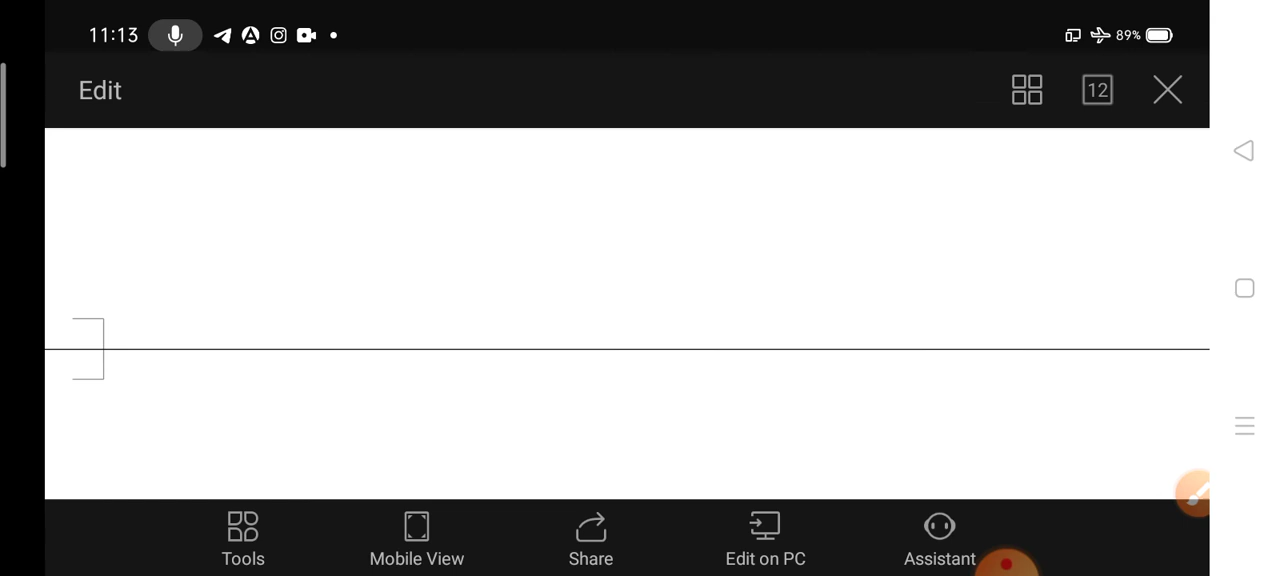 11:13
89%
Edit
12
Tools
Mobile View
Share
Edit on PC
Assistant